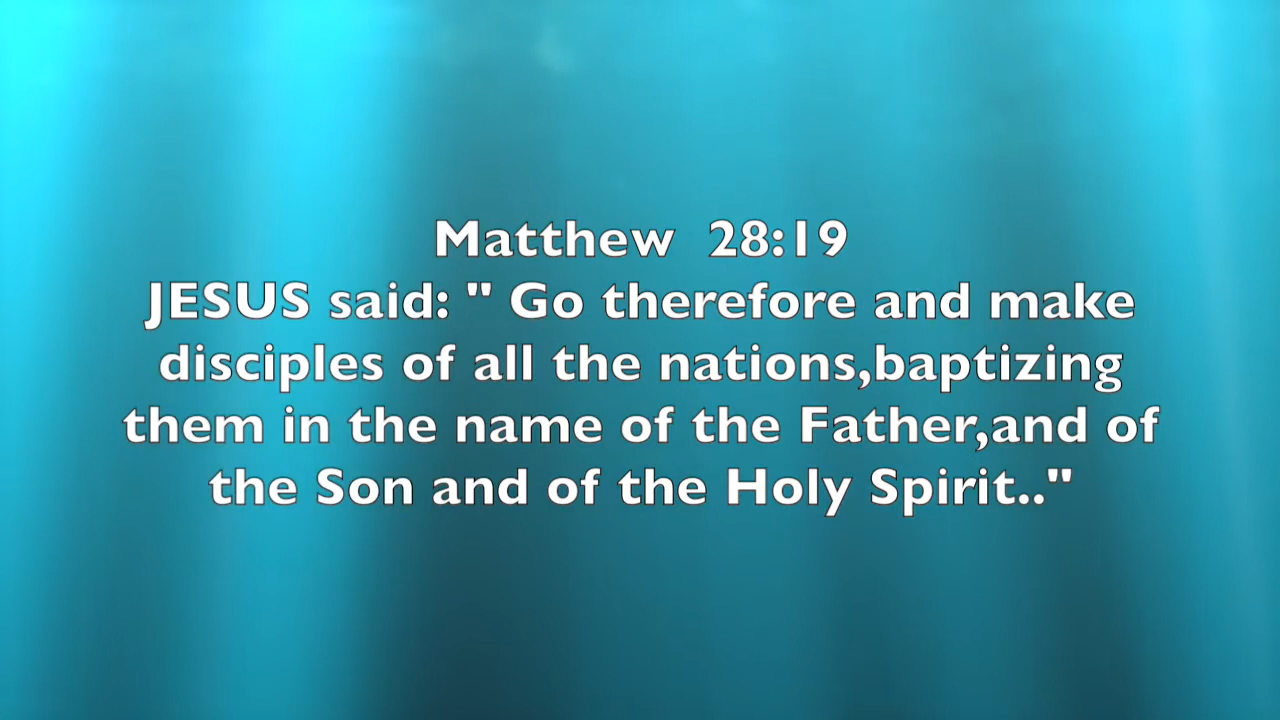 Matthew  28:19
JESUS said: " Go therefore and make
disciples of all the nations,baptizing
them in the name of the Father,and of
the Son and of the Holy Spirit.."